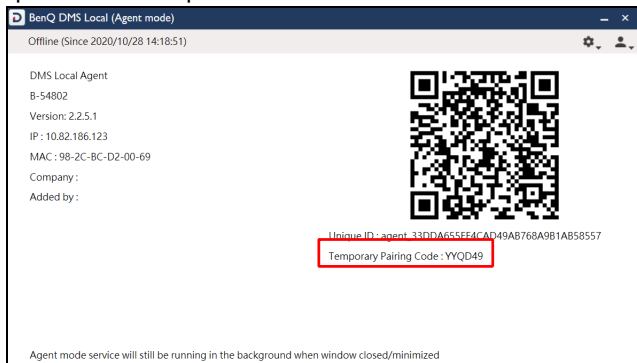 BenQ DMS Local (Agent mode)
Offline (Since 2020/10/28 14:18:51)
DMS Local Agent
B-54802
Version: 2.2.5.1
IP : 10.82.186.123
MAC : 98-2C-BC-D2-00-69
Company :
Added by :
Unique ID : agent_33DDA655FF4CAD49AB768A9B1AB58557
Temporary Pairing Code : YYQD49
Agent mode service will still be running in the background when window closed/minimized